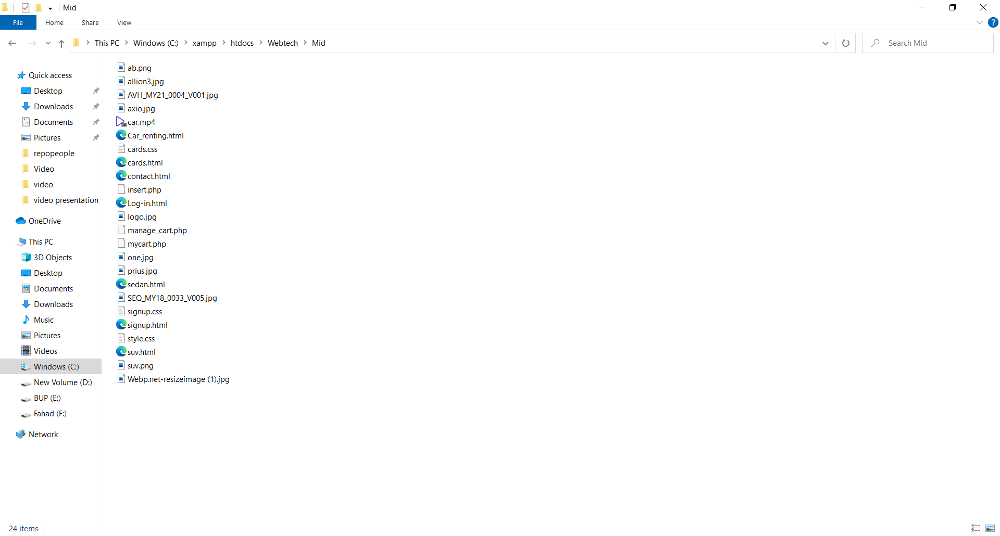 Mid
File Home Share View
This PC Windows (C:) xampp htdocs Webtech Mid
Search Mid
Quick access
Desktop
Downloads
Documents
Pictures
repopeople
Video
video
video presentation
OneDrive
This PC
3D Objects
Desktop
Documents
Downloads
Music
Pictures
Videos
Windows (C:)
New Volume (D:)
BUP (E:)
Fahad (F:)
Network
ab.png
allion3.jpg
AVH_MY21_0004_V001.jpg
axio.jpg
car.mp4
Car_renting.html
cards.css
cards.html
contact.html
insert.php
Log-in.html
logo.jpg
manage_cart.php
mycart.php
one.jpg
prius.jpg
sedan.html
SEQ_MY18_0033_V005.jpg
signup.css
signup.html
style.css
suv.html
suv.png
Webp.net-resizeimage (1).jpg
24 items